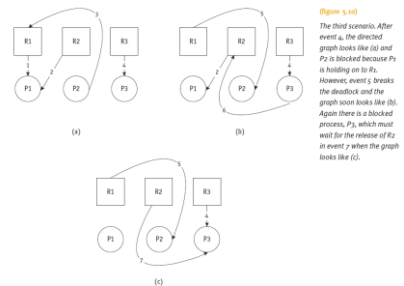 (figure 5.10)
The third scenario. After
event 4, the directed
graph looks like (a) and
P2 is blocked because P1
is holding on to R1.
However, event 5 breaks
the deadlock and the
graph soon looks like (b).
Again there is a blocked
process, P3, which must
wait for the release of R2
in event 7 when the graph
looks like (c).
3
R1 R2 R3
1 2 4
P1 P2 P3
(a)
5
R1 R2 R3
2 4
6
P1 P2 P3
(b)
5
R1 R2 R3
4
P1 P2 P3
7
(c)